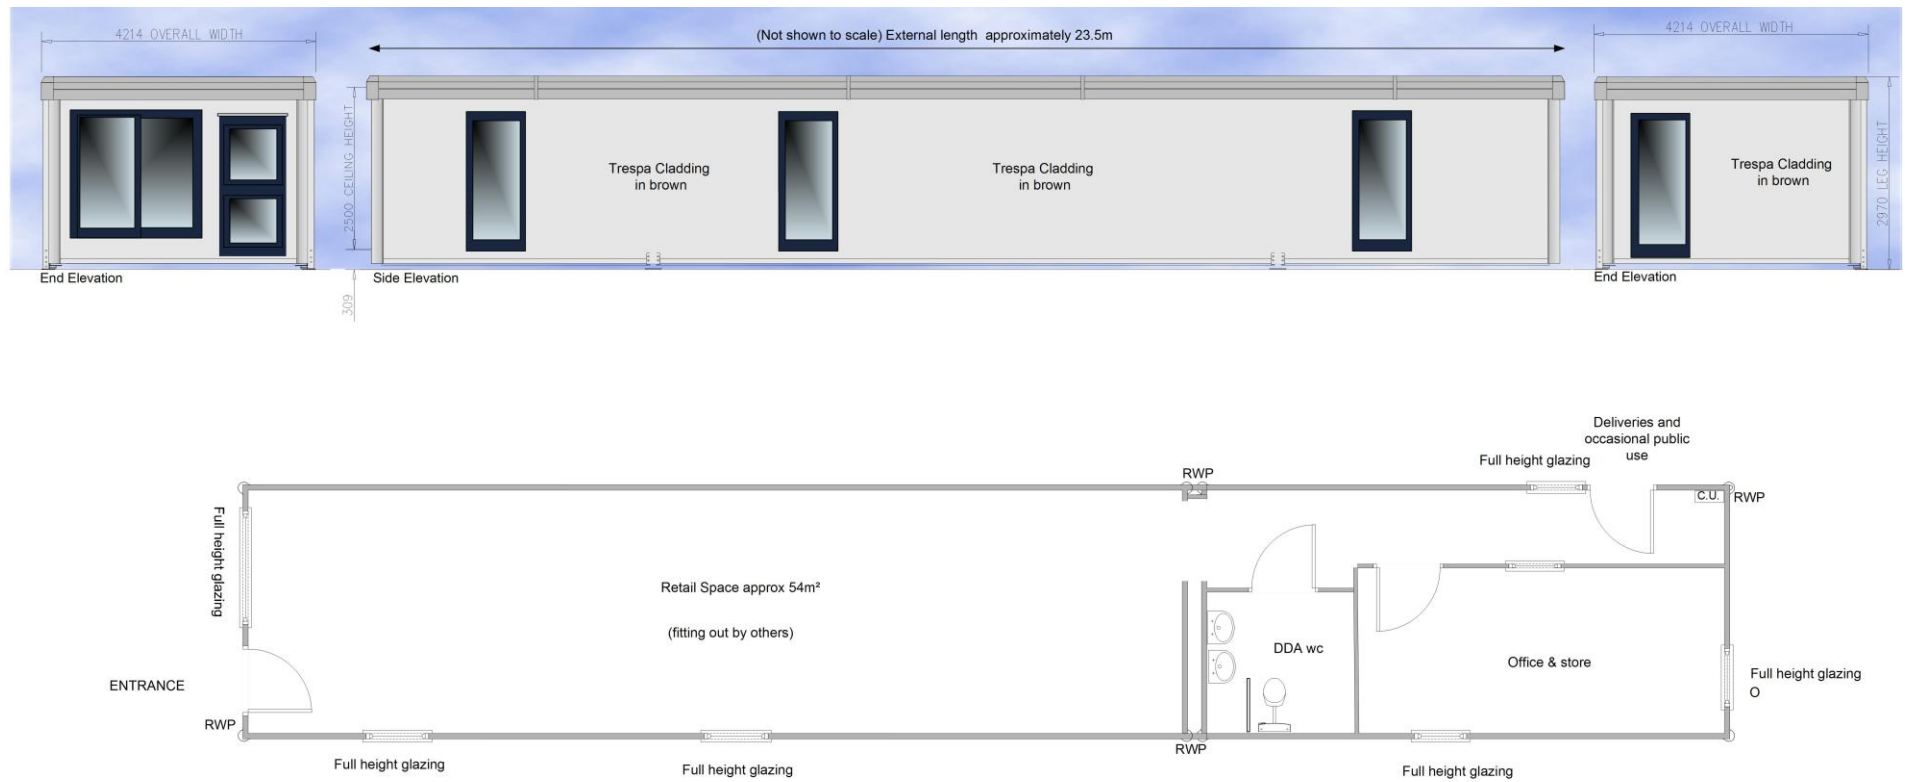 4214 OVERALL WIDTH
(Not shown to scale) External length approximately 23.5m
4214 OVERALL WIDTH
2500 CEILING HEIGHT
Trespa Cladding
in brown
Trespa Cladding
in brown
Trespa Cladding
in brown
2970 LEG HEIGHT
End Elevation
Side Elevation
End Elevation
309
Deliveries and
occasional public
use
Full height glazing
RWP
C.U.
RWP
Full height glazing
Retail Space approx 54m²
(fitting out by others)
DDA wc
Office & store
ENTRANCE
Full height glazing
O
RWP
RWP
Full height glazing
Full height glazing
Full height glazing